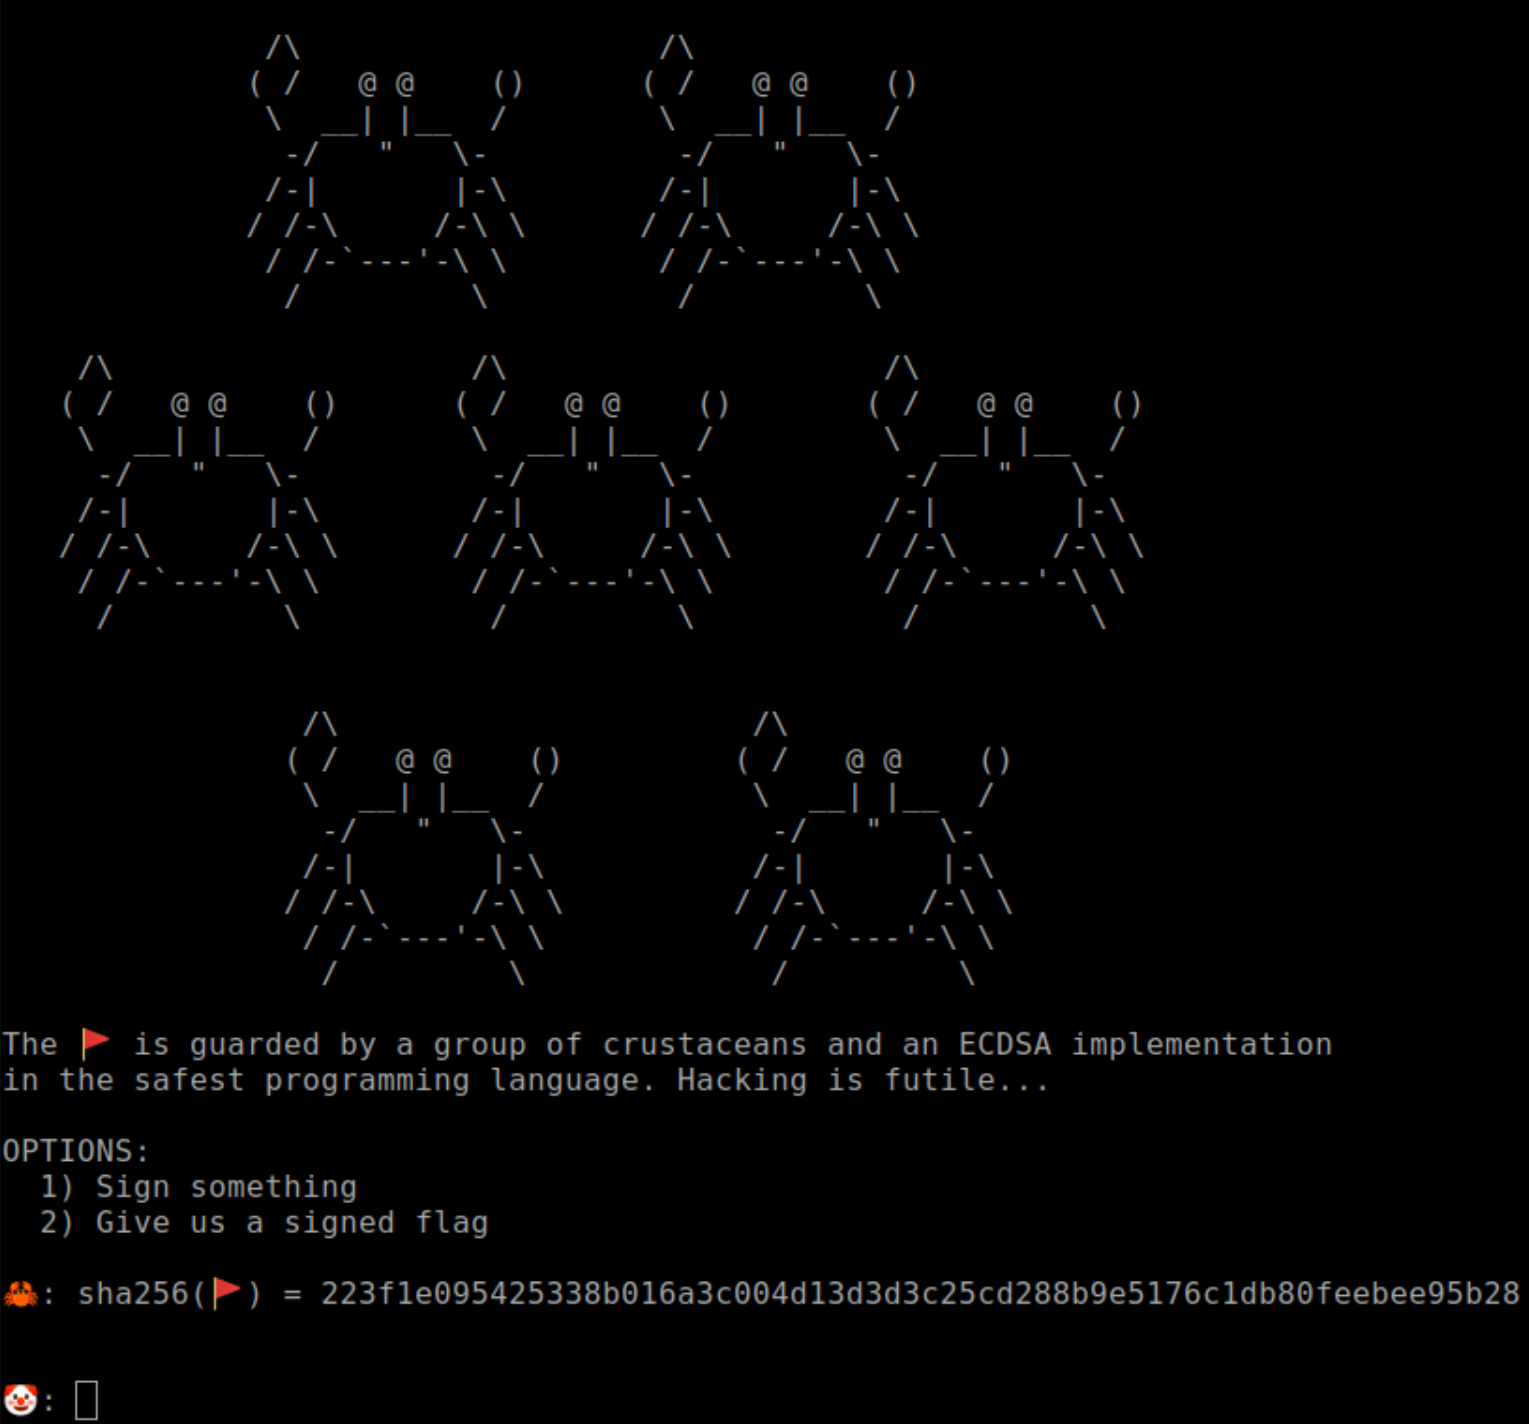 The 🚩 is guarded by a group of crustaceans and an ECDSA implementation
in the safest programming language. Hacking is futile...
OPTIONS:
1) Sign something
2) Give us a signed flag
🦀: sha256(🚩) = 223f1e095425338b016a3c004d13d3d3c25cd288b9e5176c1db80feebee95b28
🤡: